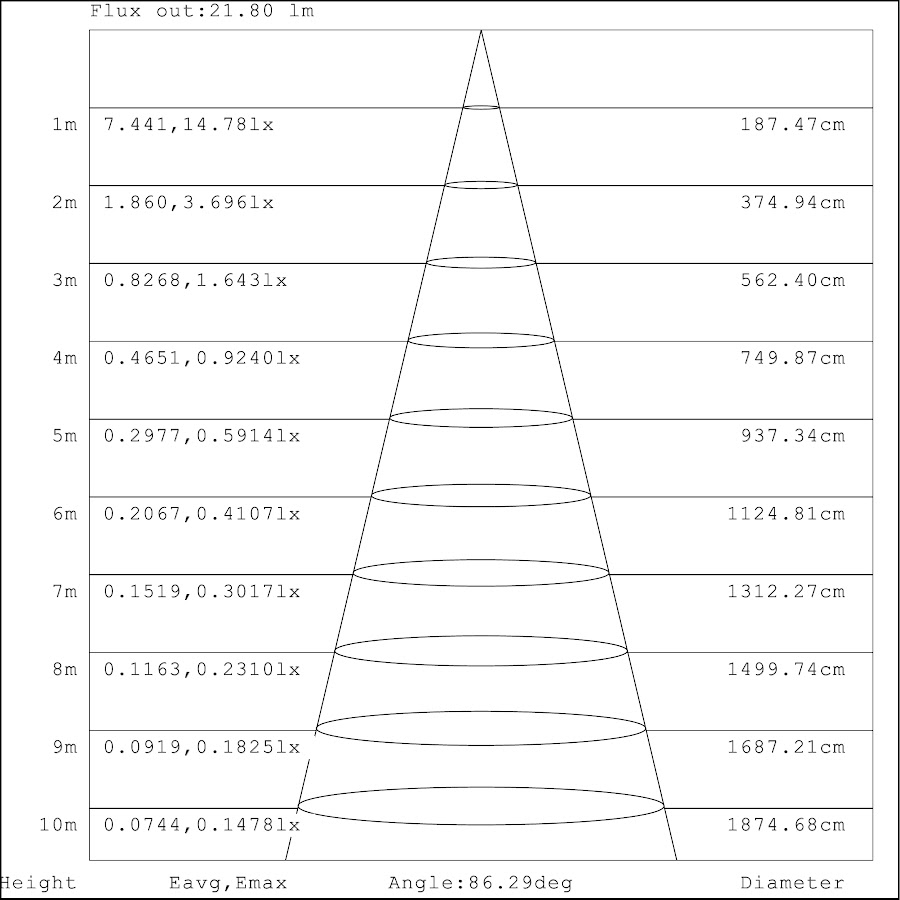 Flux out:21.80 lm
1m 7.441,14.78lx 187.47cm
2m 1.860,3.696lx 374.94cm
3m 0.8268,1.643lx 562.40cm
4m 0.4651,0.9240lx 749.87cm
5m 0.2977,0.5914lx 937.34cm
6m 0.2067,0.4107lx 1124.81cm
7m 0.1519,0.3017lx 1312.27cm
8m 0.1163,0.2310lx 1499.74cm
9m 0.0919,0.1825lx 1687.21cm
10m 0.0744,0.1478lx 1874.68cm
Height Eavg,Emax Angle:86.29deg Diameter